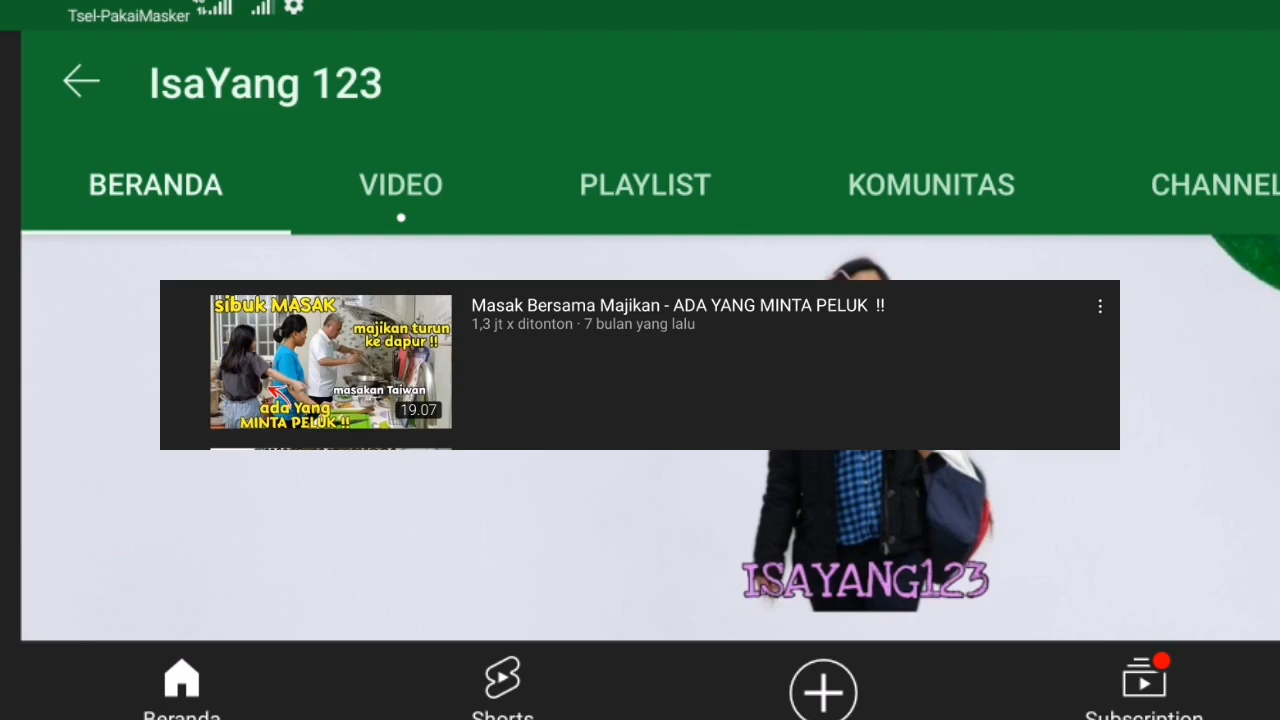 Tsel-PakaiMasker
IsaYang 123
BERANDA
VIDEO
PLAYLIST
KOMUNITAS
CHANNEL
sibuk MASAK
majikan turun
ke dapur !!
masakan Taiwan
ada Yang
MINTA PELUK !!
19.07
Masak Bersama Majikan - ADA YANG MINTA PELUK !!
1,3 jt x ditonton · 7 bulan yang lalu
ISAYANG123
Beranda
Shorts
Subscription